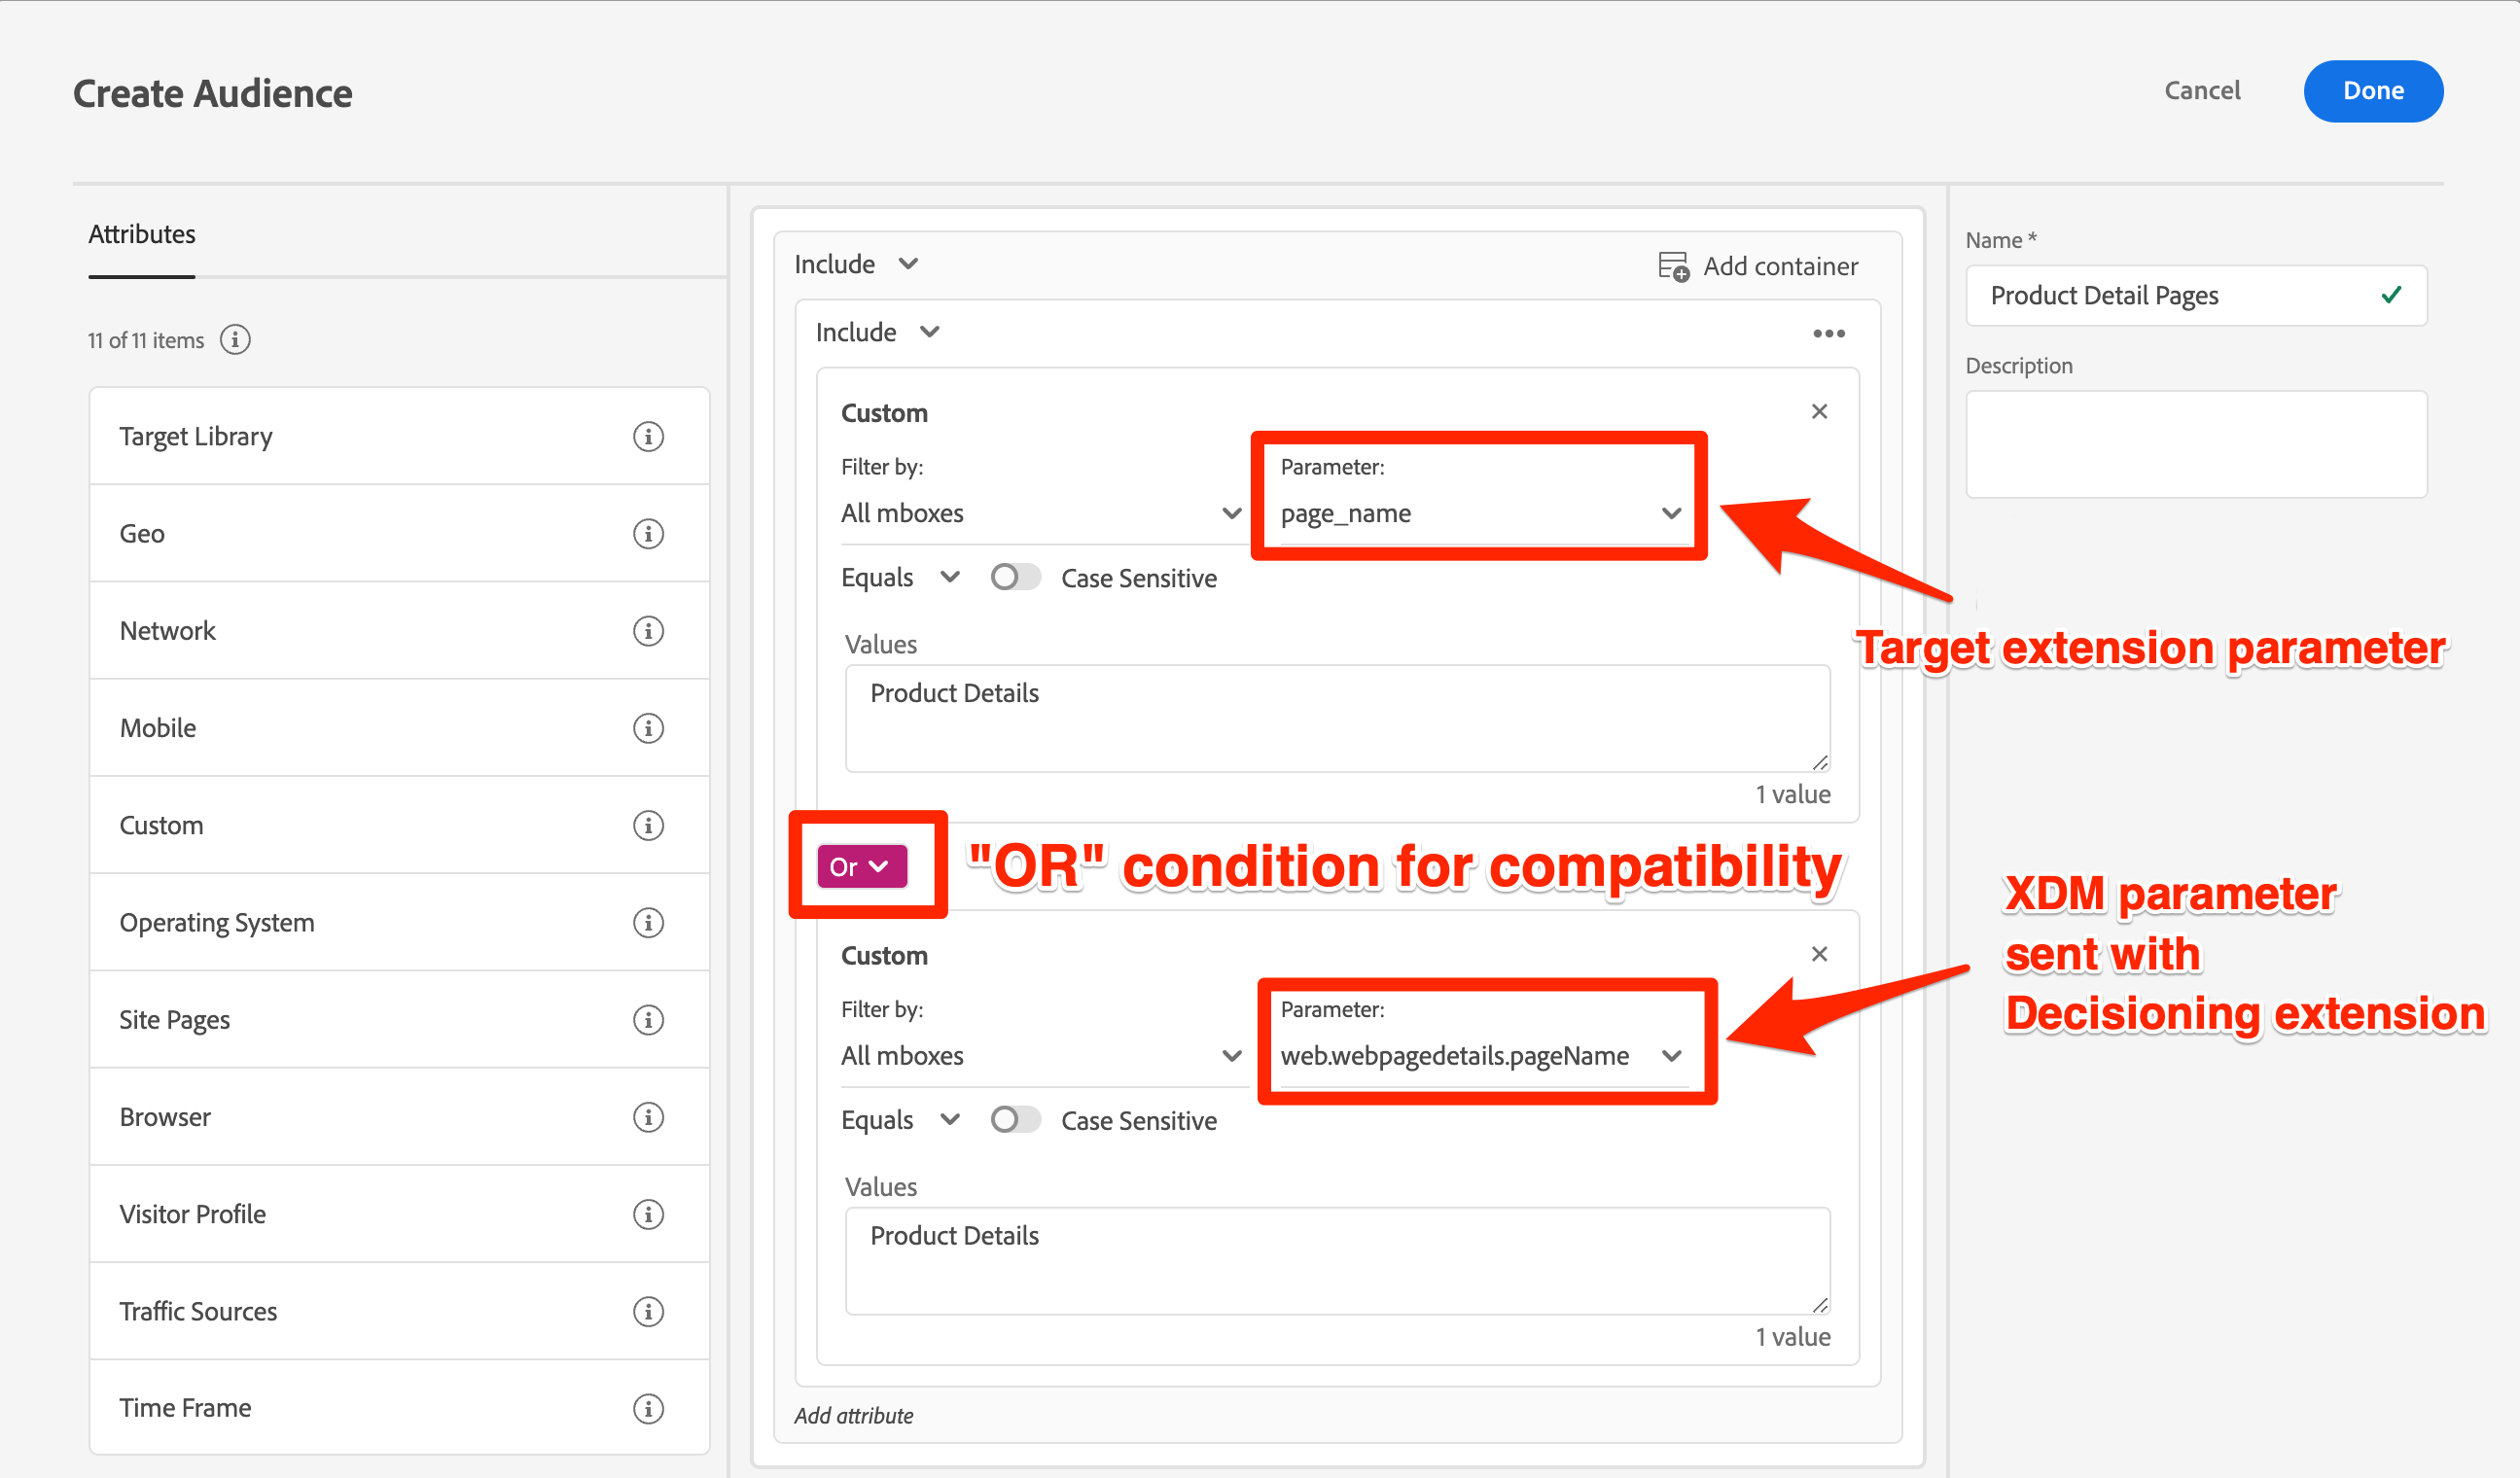 Create Audience
Cancel
Done
Attributes
11 of 11 items
Target Library
Geo
Network
Mobile
Custom
Operating System
Site Pages
Browser
Visitor Profile
Traffic Sources
Time Frame
Include
Add container
Include
Custom
Filter by:
Parameter:
All mboxes
page_name
Equals
Case Sensitive
Values
Product Details
1 value
Or
"OR" condition for compatibility
Custom
Filter by:
Parameter:
All mboxes
web.webpagedetails.pageName
Equals
Case Sensitive
Values
Product Details
1 value
Add attribute
Name *
Product Detail Pages
Description
Target extension parameter
XDM parameter
sent with
Decisioning extension